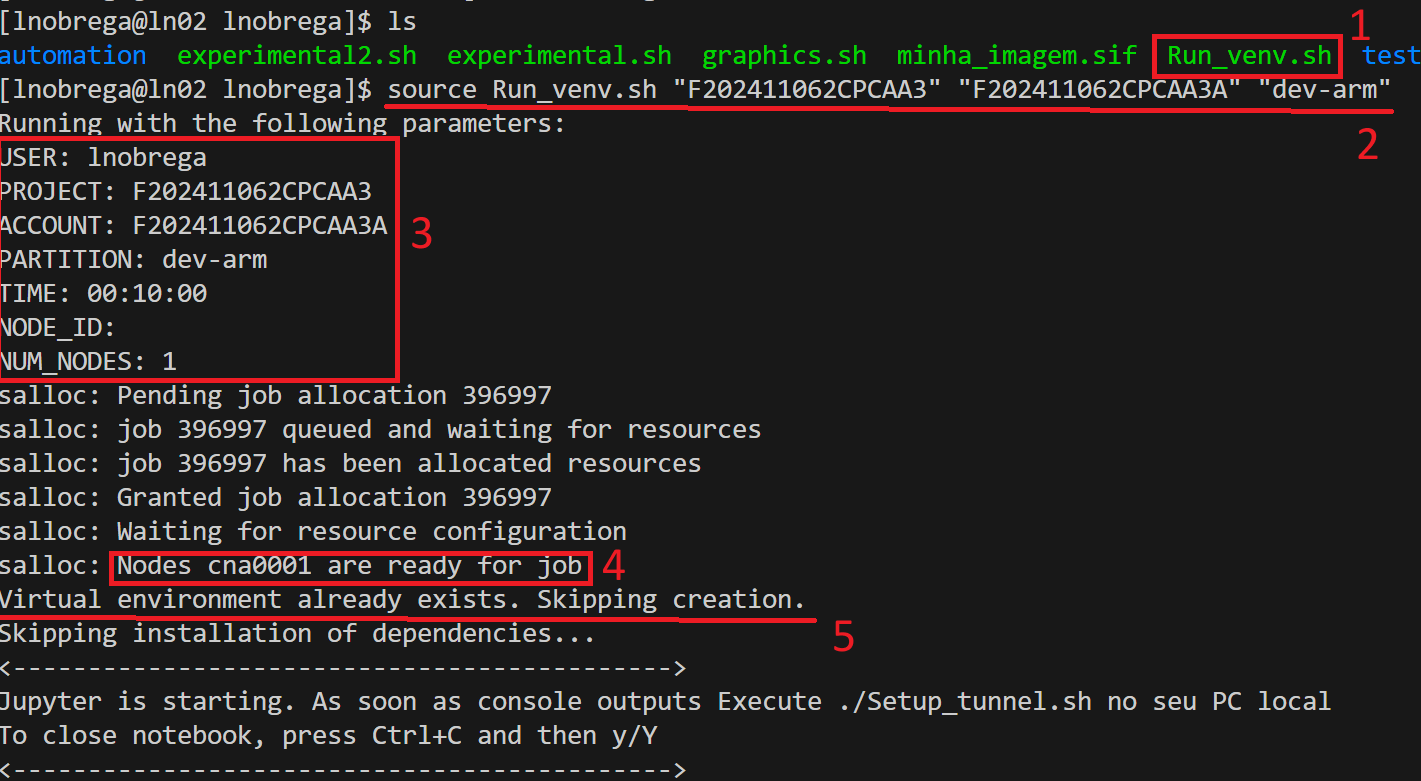 [lnobrega@ln02 lnobrega]$ ls
automation experimental2.sh experimental.sh graphics.sh minha_imagem.sif Run_venv.sh test
1
[lnobrega@ln02 lnobrega]$ source Run_venv.sh "F202411062CPCAA3" "F202411062CPCAA3A" "dev-arm"
2
Running with the following parameters:
USER: lnobrega
PROJECT: F202411062CPCAA3
ACCOUNT: F202411062CPCAA3A
3
PARTITION: dev-arm
TIME: 00:10:00
NODE_ID:
NUM_NODES: 1
salloc: Pending job allocation 396997
salloc: job 396997 queued and waiting for resources
salloc: job 396997 has been allocated resources
salloc: Granted job allocation 396997
salloc: Waiting for resource configuration
salloc: Nodes cna0001 are ready for job
4
Virtual environment already exists. Skipping creation.
5
Skipping installation of dependencies...
<-------------------------------------------->
Jupyter is starting. As soon as console outputs Execute ./Setup_tunnel.sh no seu PC local
To close notebook, press Ctrl+C and then y/Y
<-------------------------------------------->